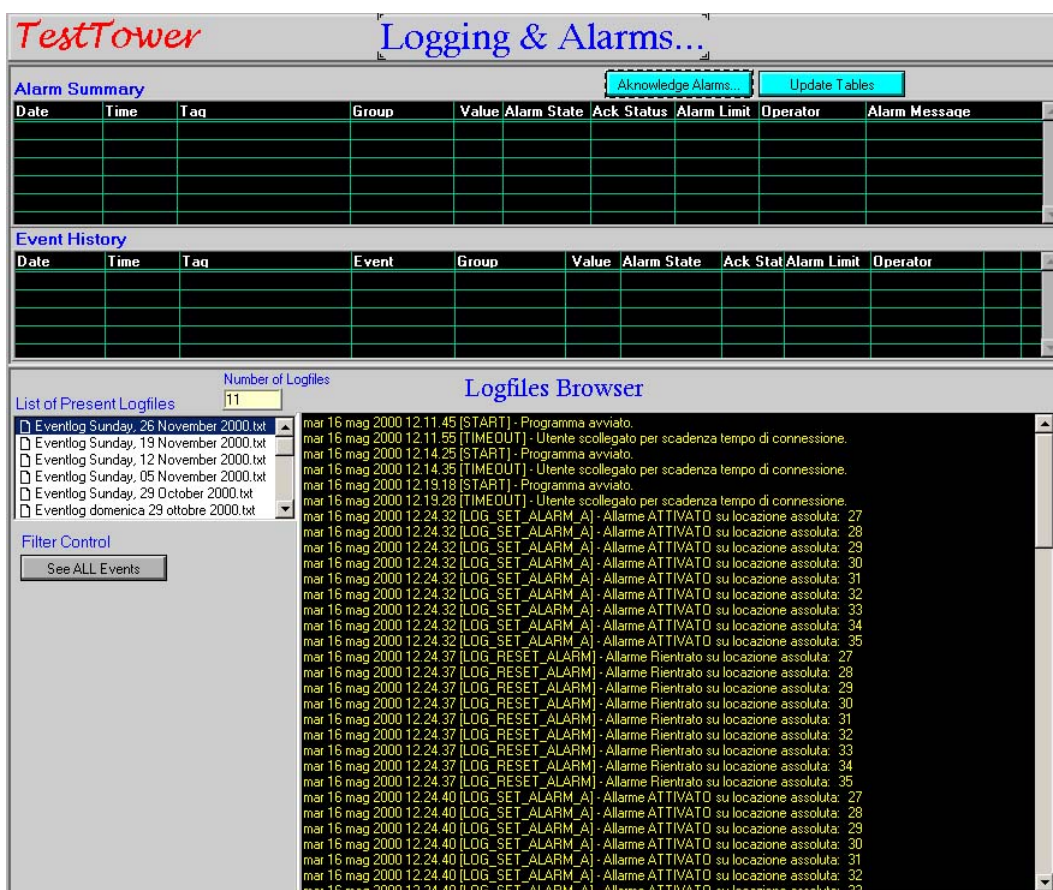 TestTower
Logging & Alarms...
Alarm Summary
Aknowledge Alarms...
Update Tables
Date Time Tag Group Value Alarm State Ack Status Alarm Limit Operator Alarm Message
Event History
Date Time Tag Event Group Value Alarm State Ack Stat Alarm Limit Operator
Number of Logfiles
11
Logfiles Browser
List of Present Logfiles
Eventlog Sunday, 26 November 2000.txt
Eventlog Sunday, 19 November 2000.txt
Eventlog Sunday, 12 November 2000.txt
Eventlog Sunday, 05 November 2000.txt
Eventlog Sunday, 29 October 2000.txt
Eventlog domenica 29 ottobre 2000.txt
Filter Control
See ALL Events
mar 16 mag 2000 12.11.45 [START] - Programma avviato.
mar 16 mag 2000 12.11.55 [TIMEOUT] - Utente scollegato per scadenza tempo di connessione.
mar 16 mag 2000 12.14.25 [START] - Programma avviato.
mar 16 mag 2000 12.14.35 [TIMEOUT] - Utente scollegato per scadenza tempo di connessione.
mar 16 mag 2000 12.19.18 [START] - Programma avviato.
mar 16 mag 2000 12.19.28 [TIMEOUT] - Utente scollegato per scadenza tempo di connessione.
mar 16 mag 2000 12.24.32 [LOG_SET_ALARM_A] - Allarme ATTIVATO su locazione assoluta: 27
mar 16 mag 2000 12.24.32 [LOG_SET_ALARM_A] - Allarme ATTIVATO su locazione assoluta: 28
mar 16 mag 2000 12.24.32 [LOG_SET_ALARM_A] - Allarme ATTIVATO su locazione assoluta: 29
mar 16 mag 2000 12.24.32 [LOG_SET_ALARM_A] - Allarme ATTIVATO su locazione assoluta: 30
mar 16 mag 2000 12.24.32 [LOG_SET_ALARM_A] - Allarme ATTIVATO su locazione assoluta: 31
mar 16 mag 2000 12.24.32 [LOG_SET_ALARM_A] - Allarme ATTIVATO su locazione assoluta: 32
mar 16 mag 2000 12.24.32 [LOG_SET_ALARM_A] - Allarme ATTIVATO su locazione assoluta: 33
mar 16 mag 2000 12.24.32 [LOG_SET_ALARM_A] - Allarme ATTIVATO su locazione assoluta: 34
mar 16 mag 2000 12.24.32 [LOG_SET_ALARM_A] - Allarme ATTIVATO su locazione assoluta: 35
mar 16 mag 2000 12.24.37 [LOG_RESET_ALARM] - Allarme Rientrato su locazione assoluta: 27
mar 16 mag 2000 12.24.37 [LOG_RESET_ALARM] - Allarme Rientrato su locazione assoluta: 28
mar 16 mag 2000 12.24.37 [LOG_RESET_ALARM] - Allarme Rientrato su locazione assoluta: 29
mar 16 mag 2000 12.24.37 [LOG_RESET_ALARM] - Allarme Rientrato su locazione assoluta: 30
mar 16 mag 2000 12.24.37 [LOG_RESET_ALARM] - Allarme Rientrato su locazione assoluta: 31
mar 16 mag 2000 12.24.37 [LOG_RESET_ALARM] - Allarme Rientrato su locazione assoluta: 32
mar 16 mag 2000 12.24.37 [LOG_RESET_ALARM] - Allarme Rientrato su locazione assoluta: 33
mar 16 mag 2000 12.24.37 [LOG_RESET_ALARM] - Allarme Rientrato su locazione assoluta: 34
mar 16 mag 2000 12.24.37 [LOG_RESET_ALARM] - Allarme Rientrato su locazione assoluta: 35
mar 16 mag 2000 12.24.40 [LOG_SET_ALARM_A] - Allarme ATTIVATO su locazione assoluta: 27
mar 16 mag 2000 12.24.40 [LOG_SET_ALARM_A] - Allarme ATTIVATO su locazione assoluta: 28
mar 16 mag 2000 12.24.40 [LOG_SET_ALARM_A] - Allarme ATTIVATO su locazione assoluta: 29
mar 16 mag 2000 12.24.40 [LOG_SET_ALARM_A] - Allarme ATTIVATO su locazione assoluta: 30
mar 16 mag 2000 12.24.40 [LOG_SET_ALARM_A] - Allarme ATTIVATO su locazione assoluta: 31
mar 16 mag 2000 12.24.40 [LOG_SET_ALARM_A] - Allarme ATTIVATO su locazione assoluta: 32